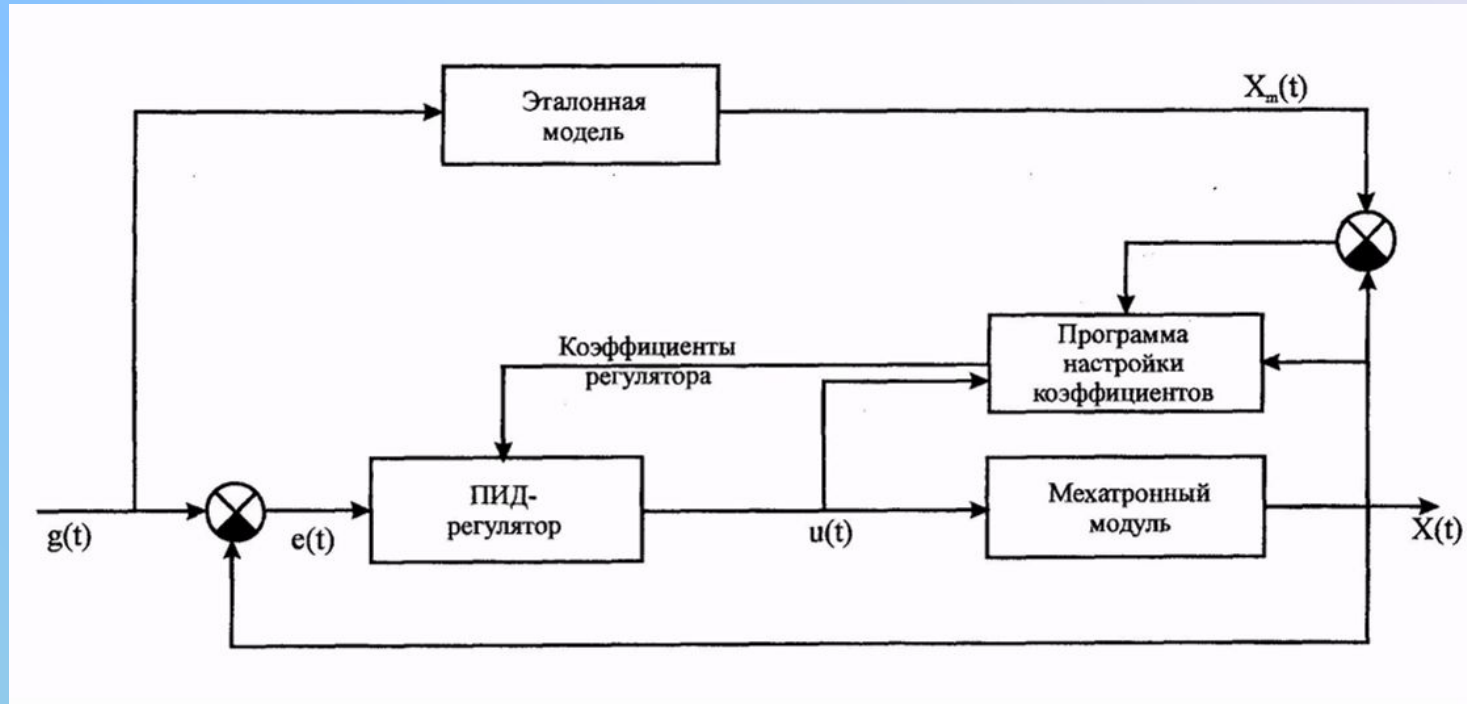 Эталонная
модель
X_m(t)
Программа
настройки
коэффициентов
Коэффициенты
регулятора
ПИД-
регулятор
Мехатронный
модуль
g(t)
e(t)
u(t)
X(t)